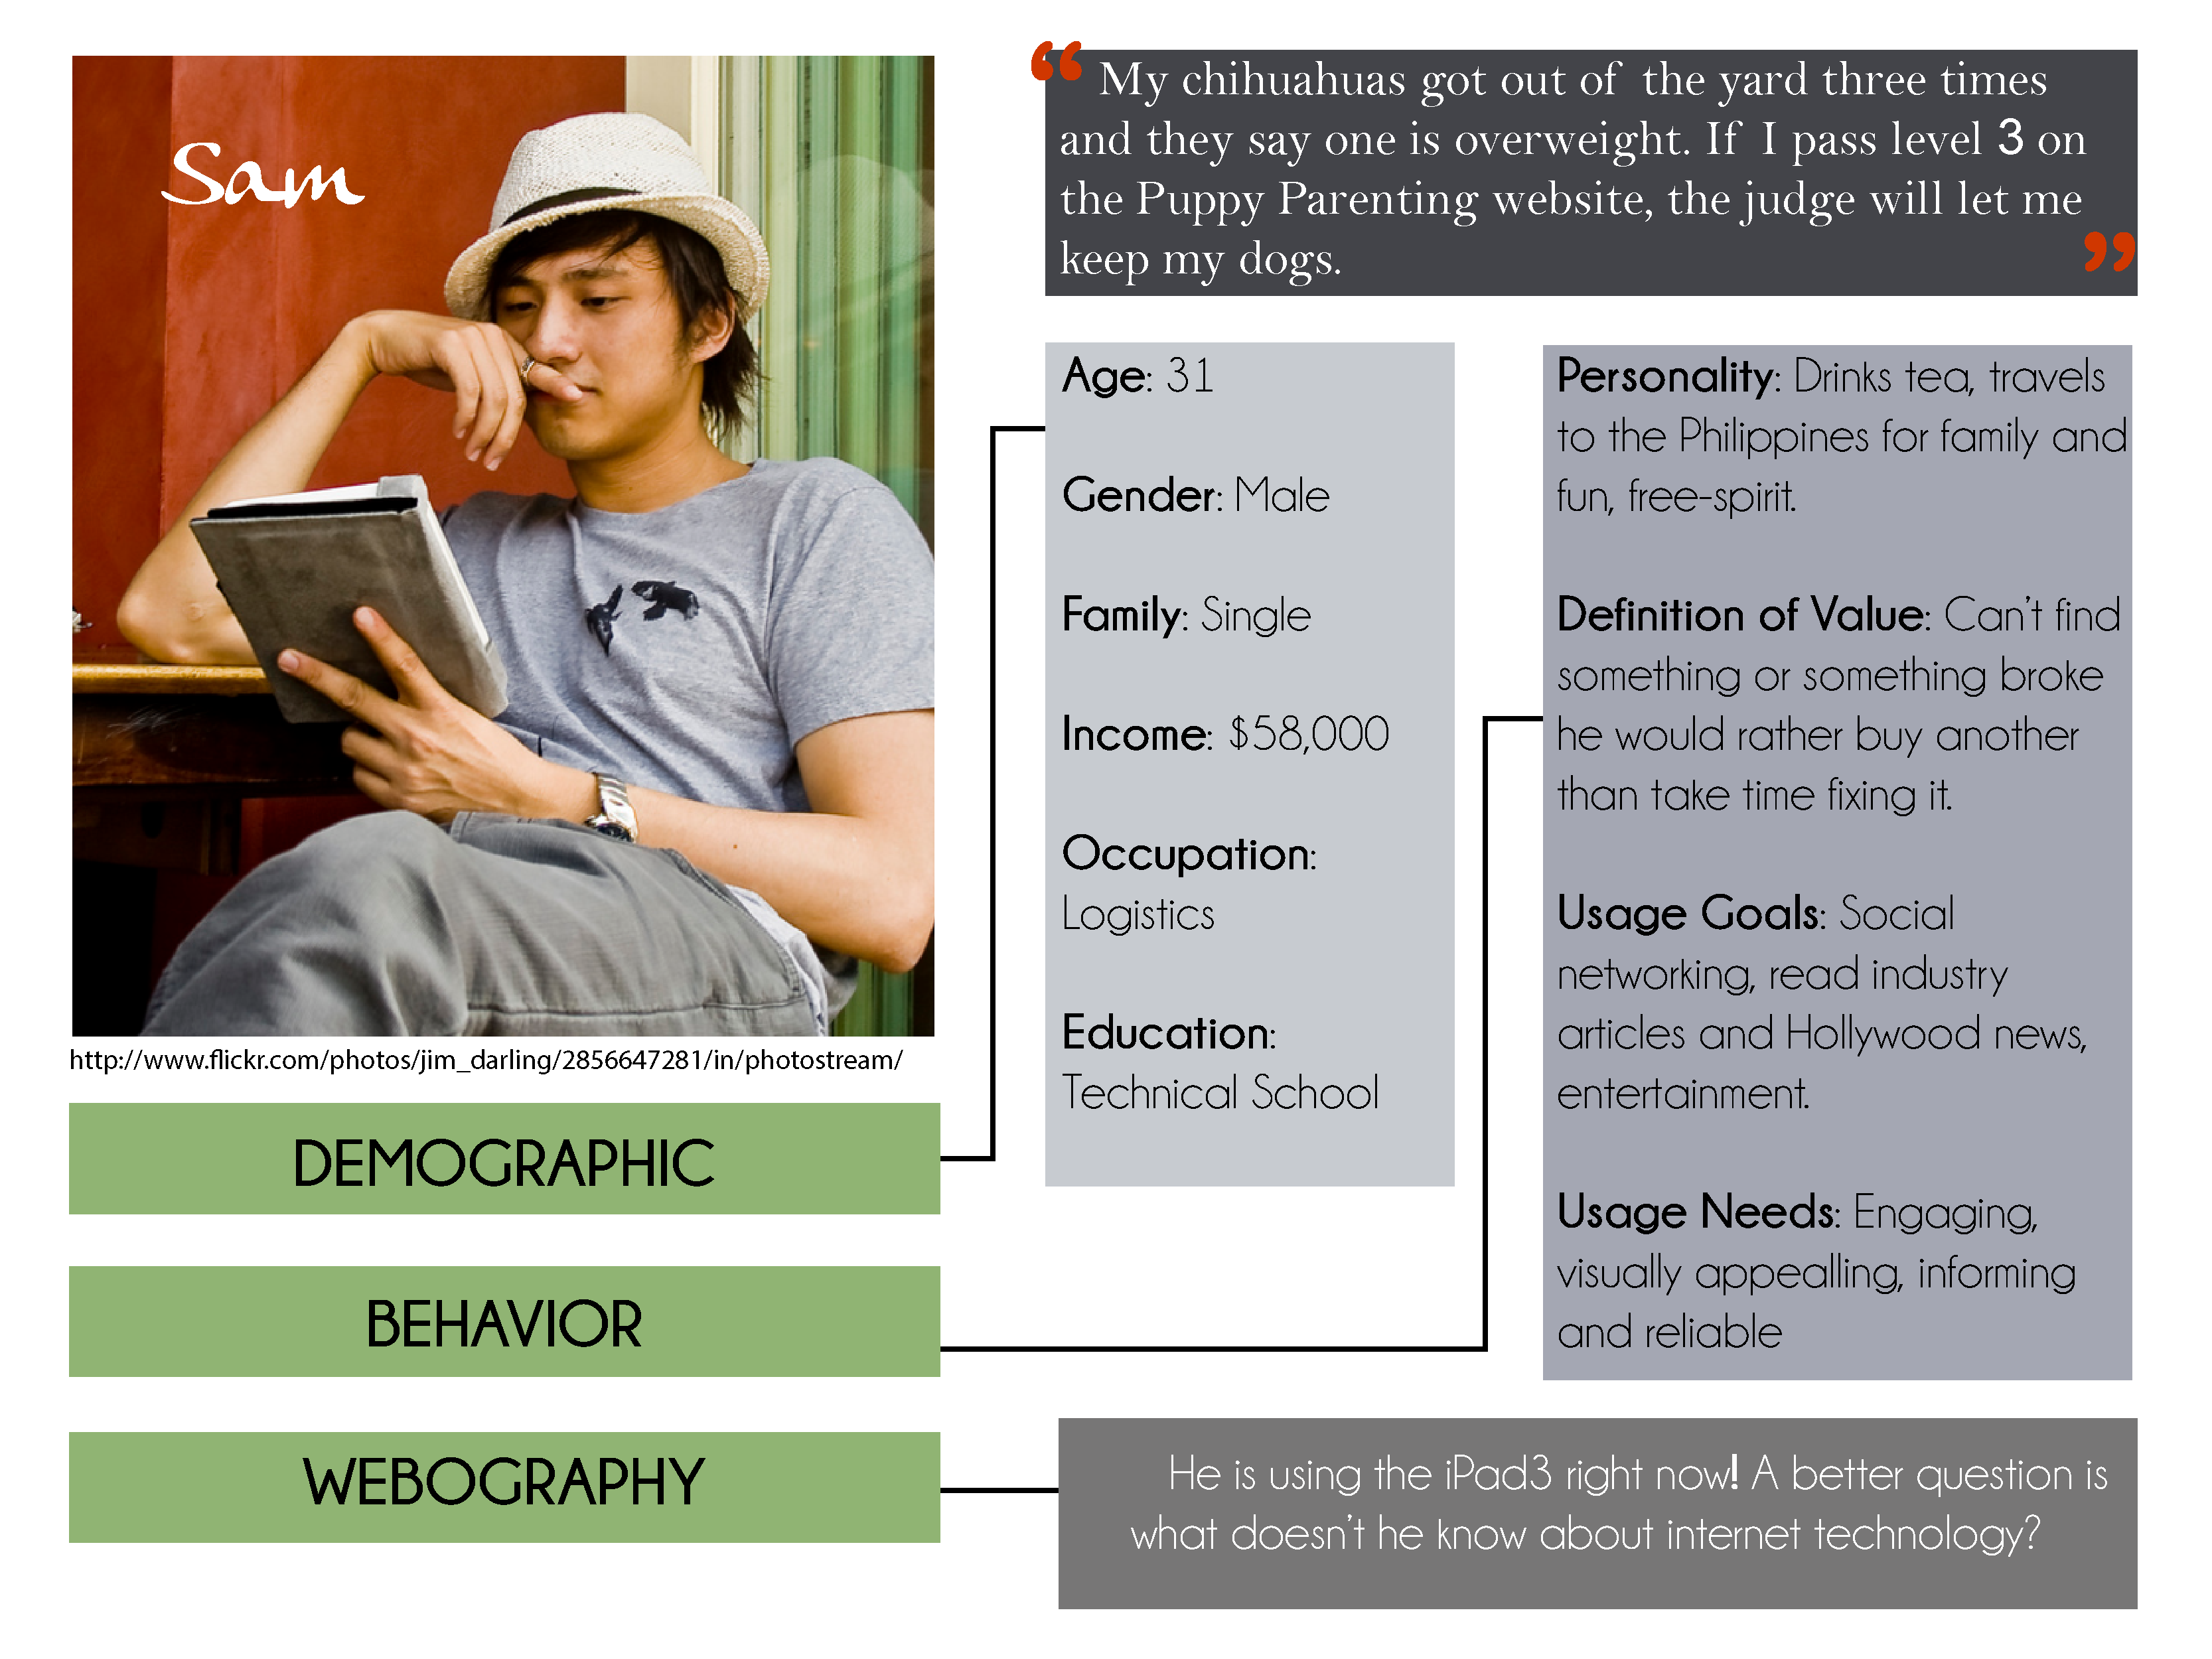 Sam
“ My chihuahuas got out of the yard three times
and they say one is overweight. If I pass level 3 on
the Puppy Parenting website, the judge will let me
keep my dogs. ”
http://www.flickr.com/photos/jim_darling/2856647281/in/photostream/
DEMOGRAPHIC
Age: 31
Gender: Male
Family: Single
Income: $58,000
Occupation:
Logistics
Education:
Technical School
BEHAVIOR
Personality: Drinks tea, travels
to the Philippines for family and
fun, free-spirit.
Definition of Value: Can't find
something or something broke
he would rather buy another
than take time fixing it.
Usage Goals: Social
networking, read industry
articles and Hollywood news,
entertainment.
Usage Needs: Engaging,
visually appealling, informing
and reliable
WEBOGRAPHY
He is using the iPad3 right now! A better question is
what doesn't he know about internet technology?